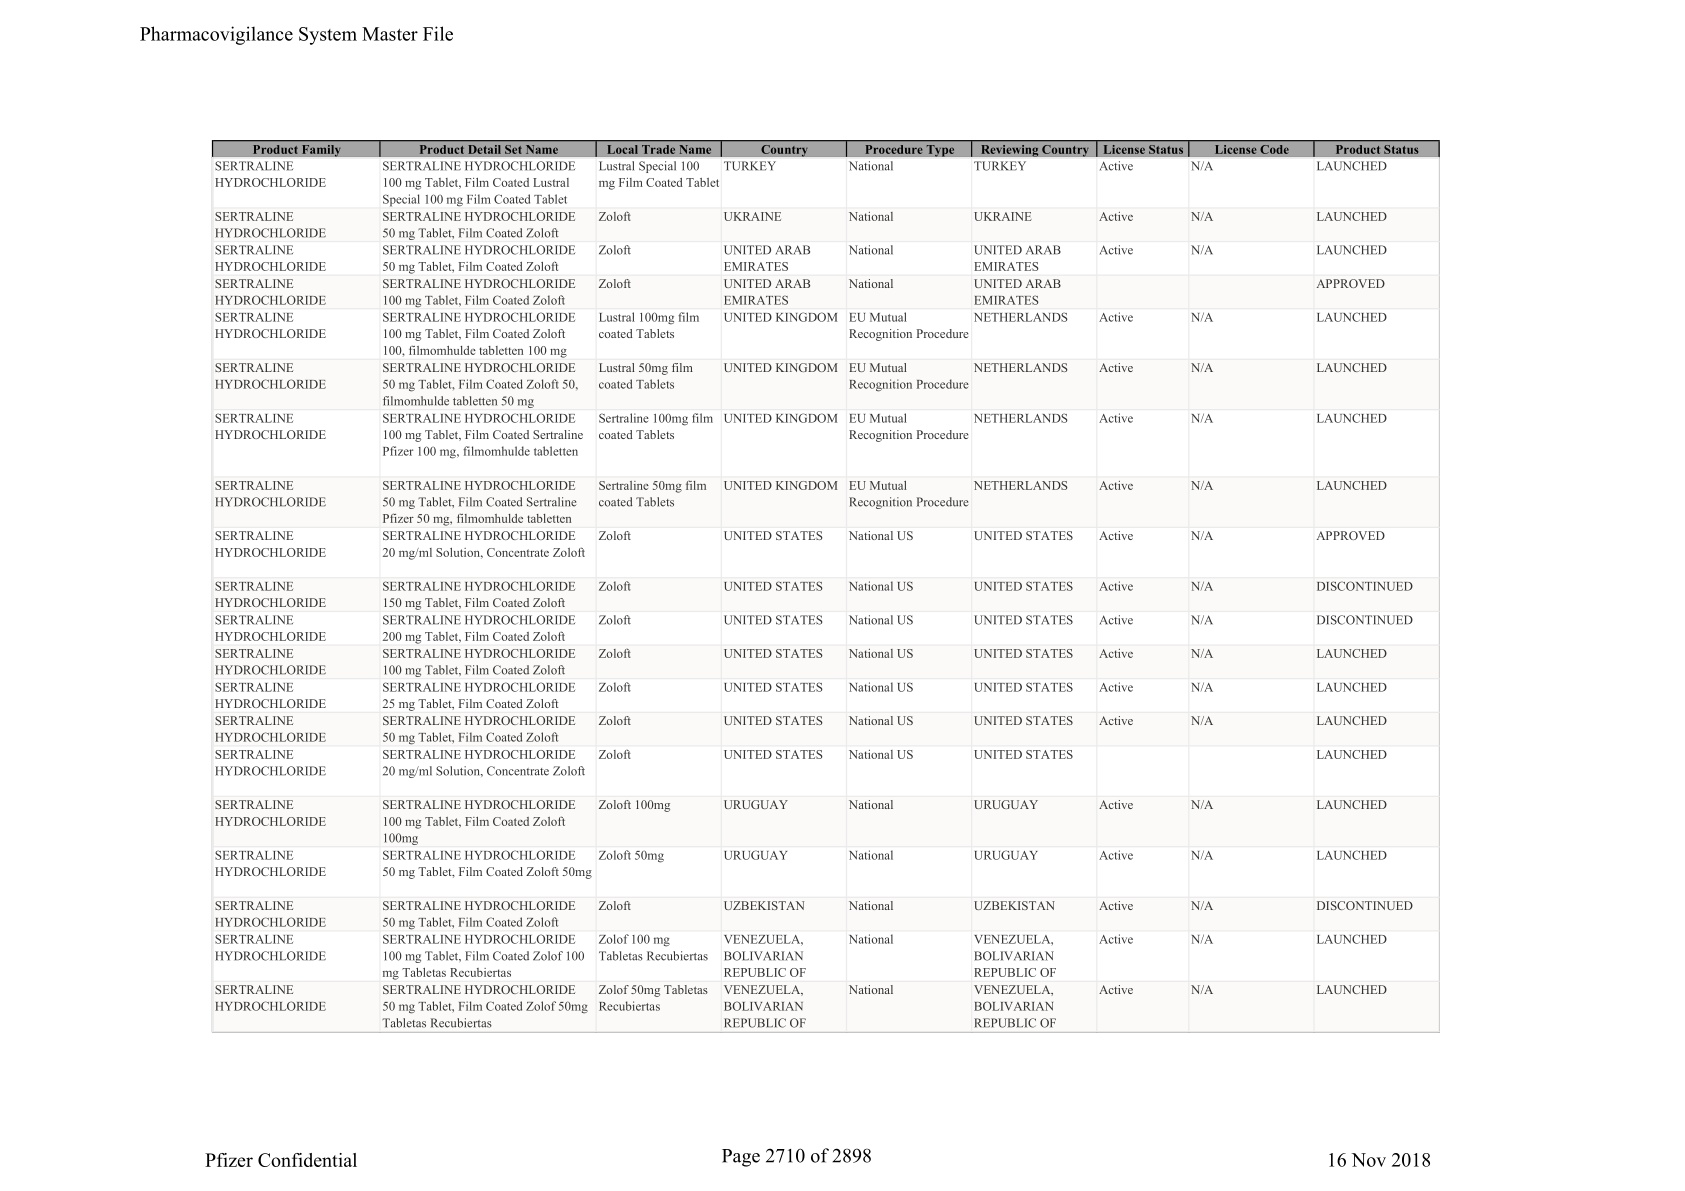 Pharmacovigilance System Master File
Product Family Product Detail Set Name Local Trade Name Country Procedure Type Reviewing Country License Status License Code Product Status
SERTRALINE SERTRALINE HYDROCHLORIDE Lustral Special 100 TURKEY National TURKEY Active N/A LAUNCHED
HYDROCHLORIDE 100 mg Tablet, Film Coated Lustral mg Film Coated Tablet
Special 100 mg Film Coated Tablet
SERTRALINE SERTRALINE HYDROCHLORIDE Zoloft UKRAINE National UKRAINE Active N/A LAUNCHED
HYDROCHLORIDE 50 mg Tablet, Film Coated Zoloft
SERTRALINE SERTRALINE HYDROCHLORIDE Zoloft UNITED ARAB National UNITED ARAB Active N/A LAUNCHED
HYDROCHLORIDE 50 mg Tablet, Film Coated Zoloft EMIRATES EMIRATES
SERTRALINE SERTRALINE HYDROCHLORIDE Zoloft UNITED ARAB National UNITED ARAB APPROVED
HYDROCHLORIDE 100 mg Tablet, Film Coated Zoloft EMIRATES EMIRATES
SERTRALINE SERTRALINE HYDROCHLORIDE Lustral 100mg film UNITED KINGDOM EU Mutual NETHERLANDS Active N/A LAUNCHED
HYDROCHLORIDE 100 mg Tablet, Film Coated Zoloft coated Tablets Recognition Procedure
100, filmomhulde tabletten 100 mg
SERTRALINE SERTRALINE HYDROCHLORIDE Lustral 50mg film UNITED KINGDOM EU Mutual NETHERLANDS Active N/A LAUNCHED
HYDROCHLORIDE 50 mg Tablet, Film Coated Zoloft 50, coated Tablets Recognition Procedure
filmomhulde tabletten 50 mg
SERTRALINE SERTRALINE HYDROCHLORIDE Sertraline 100mg film UNITED KINGDOM EU Mutual NETHERLANDS Active N/A LAUNCHED
HYDROCHLORIDE 100 mg Tablet, Film Coated Sertraline coated Tablets Recognition Procedure
Pfizer 100 mg, filmomhulde tabletten
SERTRALINE SERTRALINE HYDROCHLORIDE Sertraline 50mg film UNITED KINGDOM EU Mutual NETHERLANDS Active N/A LAUNCHED
HYDROCHLORIDE 50 mg Tablet, Film Coated Sertraline coated Tablets Recognition Procedure
Pfizer 50 mg, filmomhulde tabletten
SERTRALINE SERTRALINE HYDROCHLORIDE Zoloft UNITED STATES National US UNITED STATES Active N/A APPROVED
HYDROCHLORIDE 20 mg/ml Solution, Concentrate Zoloft
SERTRALINE SERTRALINE HYDROCHLORIDE Zoloft UNITED STATES National US UNITED STATES Active N/A DISCONTINUED
HYDROCHLORIDE 150 mg Tablet, Film Coated Zoloft
SERTRALINE SERTRALINE HYDROCHLORIDE Zoloft UNITED STATES National US UNITED STATES Active N/A DISCONTINUED
HYDROCHLORIDE 200 mg Tablet, Film Coated Zoloft
SERTRALINE SERTRALINE HYDROCHLORIDE Zoloft UNITED STATES National US UNITED STATES Active N/A LAUNCHED
HYDROCHLORIDE 100 mg Tablet, Film Coated Zoloft
SERTRALINE SERTRALINE HYDROCHLORIDE Zoloft UNITED STATES National US UNITED STATES Active N/A LAUNCHED
HYDROCHLORIDE 25 mg Tablet, Film Coated Zoloft
SERTRALINE SERTRALINE HYDROCHLORIDE Zoloft UNITED STATES National US UNITED STATES Active N/A LAUNCHED
HYDROCHLORIDE 50 mg Tablet, Film Coated Zoloft
SERTRALINE SERTRALINE HYDROCHLORIDE Zoloft UNITED STATES National US UNITED STATES LAUNCHED
HYDROCHLORIDE 20 mg/ml Solution, Concentrate Zoloft
SERTRALINE SERTRALINE HYDROCHLORIDE Zoloft 100mg URUGUAY National URUGUAY Active N/A LAUNCHED
HYDROCHLORIDE 100 mg Tablet, Film Coated Zoloft
100mg
SERTRALINE SERTRALINE HYDROCHLORIDE Zoloft 50mg URUGUAY National URUGUAY Active N/A LAUNCHED
HYDROCHLORIDE 50 mg Tablet, Film Coated Zoloft 50mg
SERTRALINE SERTRALINE HYDROCHLORIDE Zoloft UZBEKISTAN National UZBEKISTAN Active N/A DISCONTINUED
HYDROCHLORIDE 50 mg Tablet, Film Coated Zoloft
SERTRALINE SERTRALINE HYDROCHLORIDE Zolof 100 mg VENEZUELA, National VENEZUELA, Active N/A LAUNCHED
HYDROCHLORIDE 100 mg Tablet, Film Coated Zolof 100 Tabletas Recubiertas BOLIVARIAN BOLIVARIAN
mg Tabletas Recubiertas REPUBLIC OF REPUBLIC OF
SERTRALINE SERTRALINE HYDROCHLORIDE Zolof 50mg Tabletas VENEZUELA, National VENEZUELA, Active N/A LAUNCHED
HYDROCHLORIDE 50 mg Tablet, Film Coated Zolof 50mg Recubiertas BOLIVARIAN BOLIVARIAN
Tabletas Recubiertas REPUBLIC OF REPUBLIC OF
Pfizer Confidential Page 2710 of 2898 16 Nov 2018